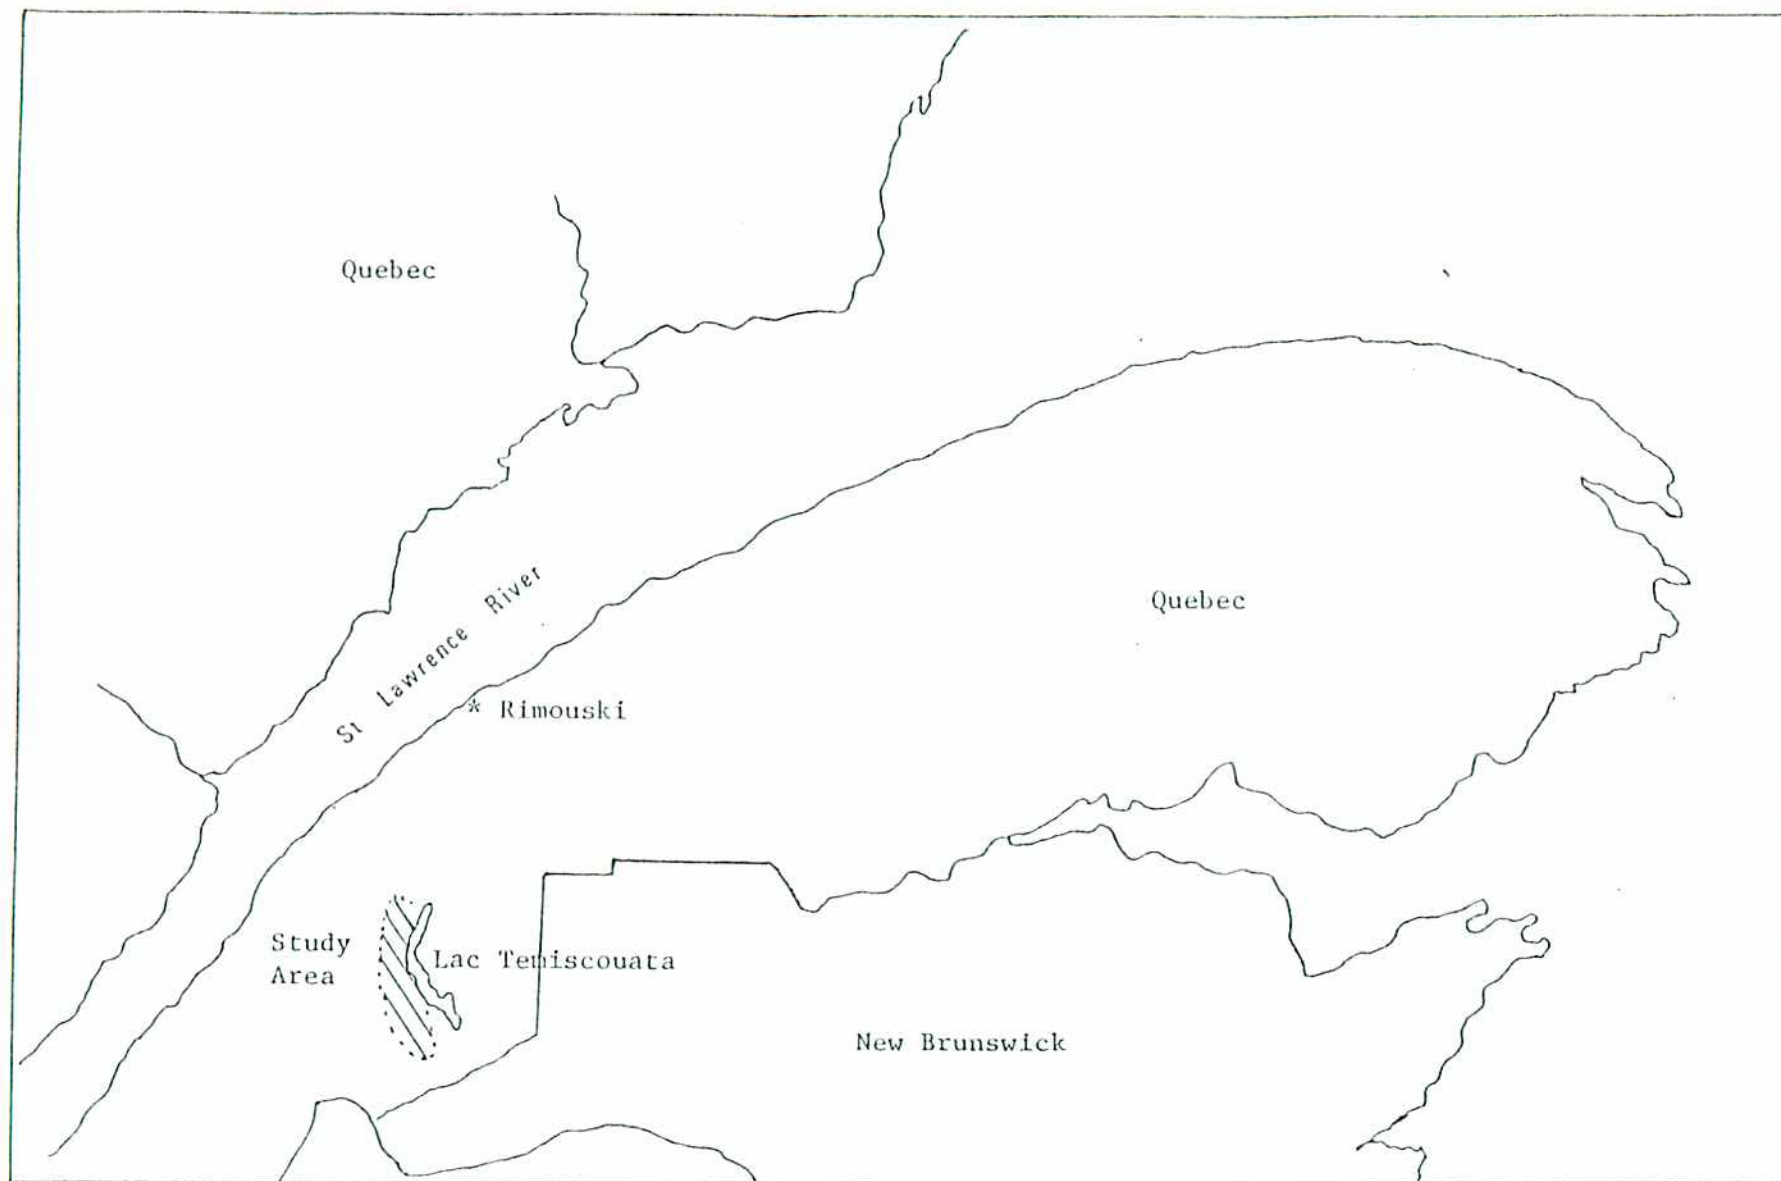 Quebec
St Lawrence River
Quebec
* Rimouski
Study
Area
Lac Temiscouata
New Brunswick